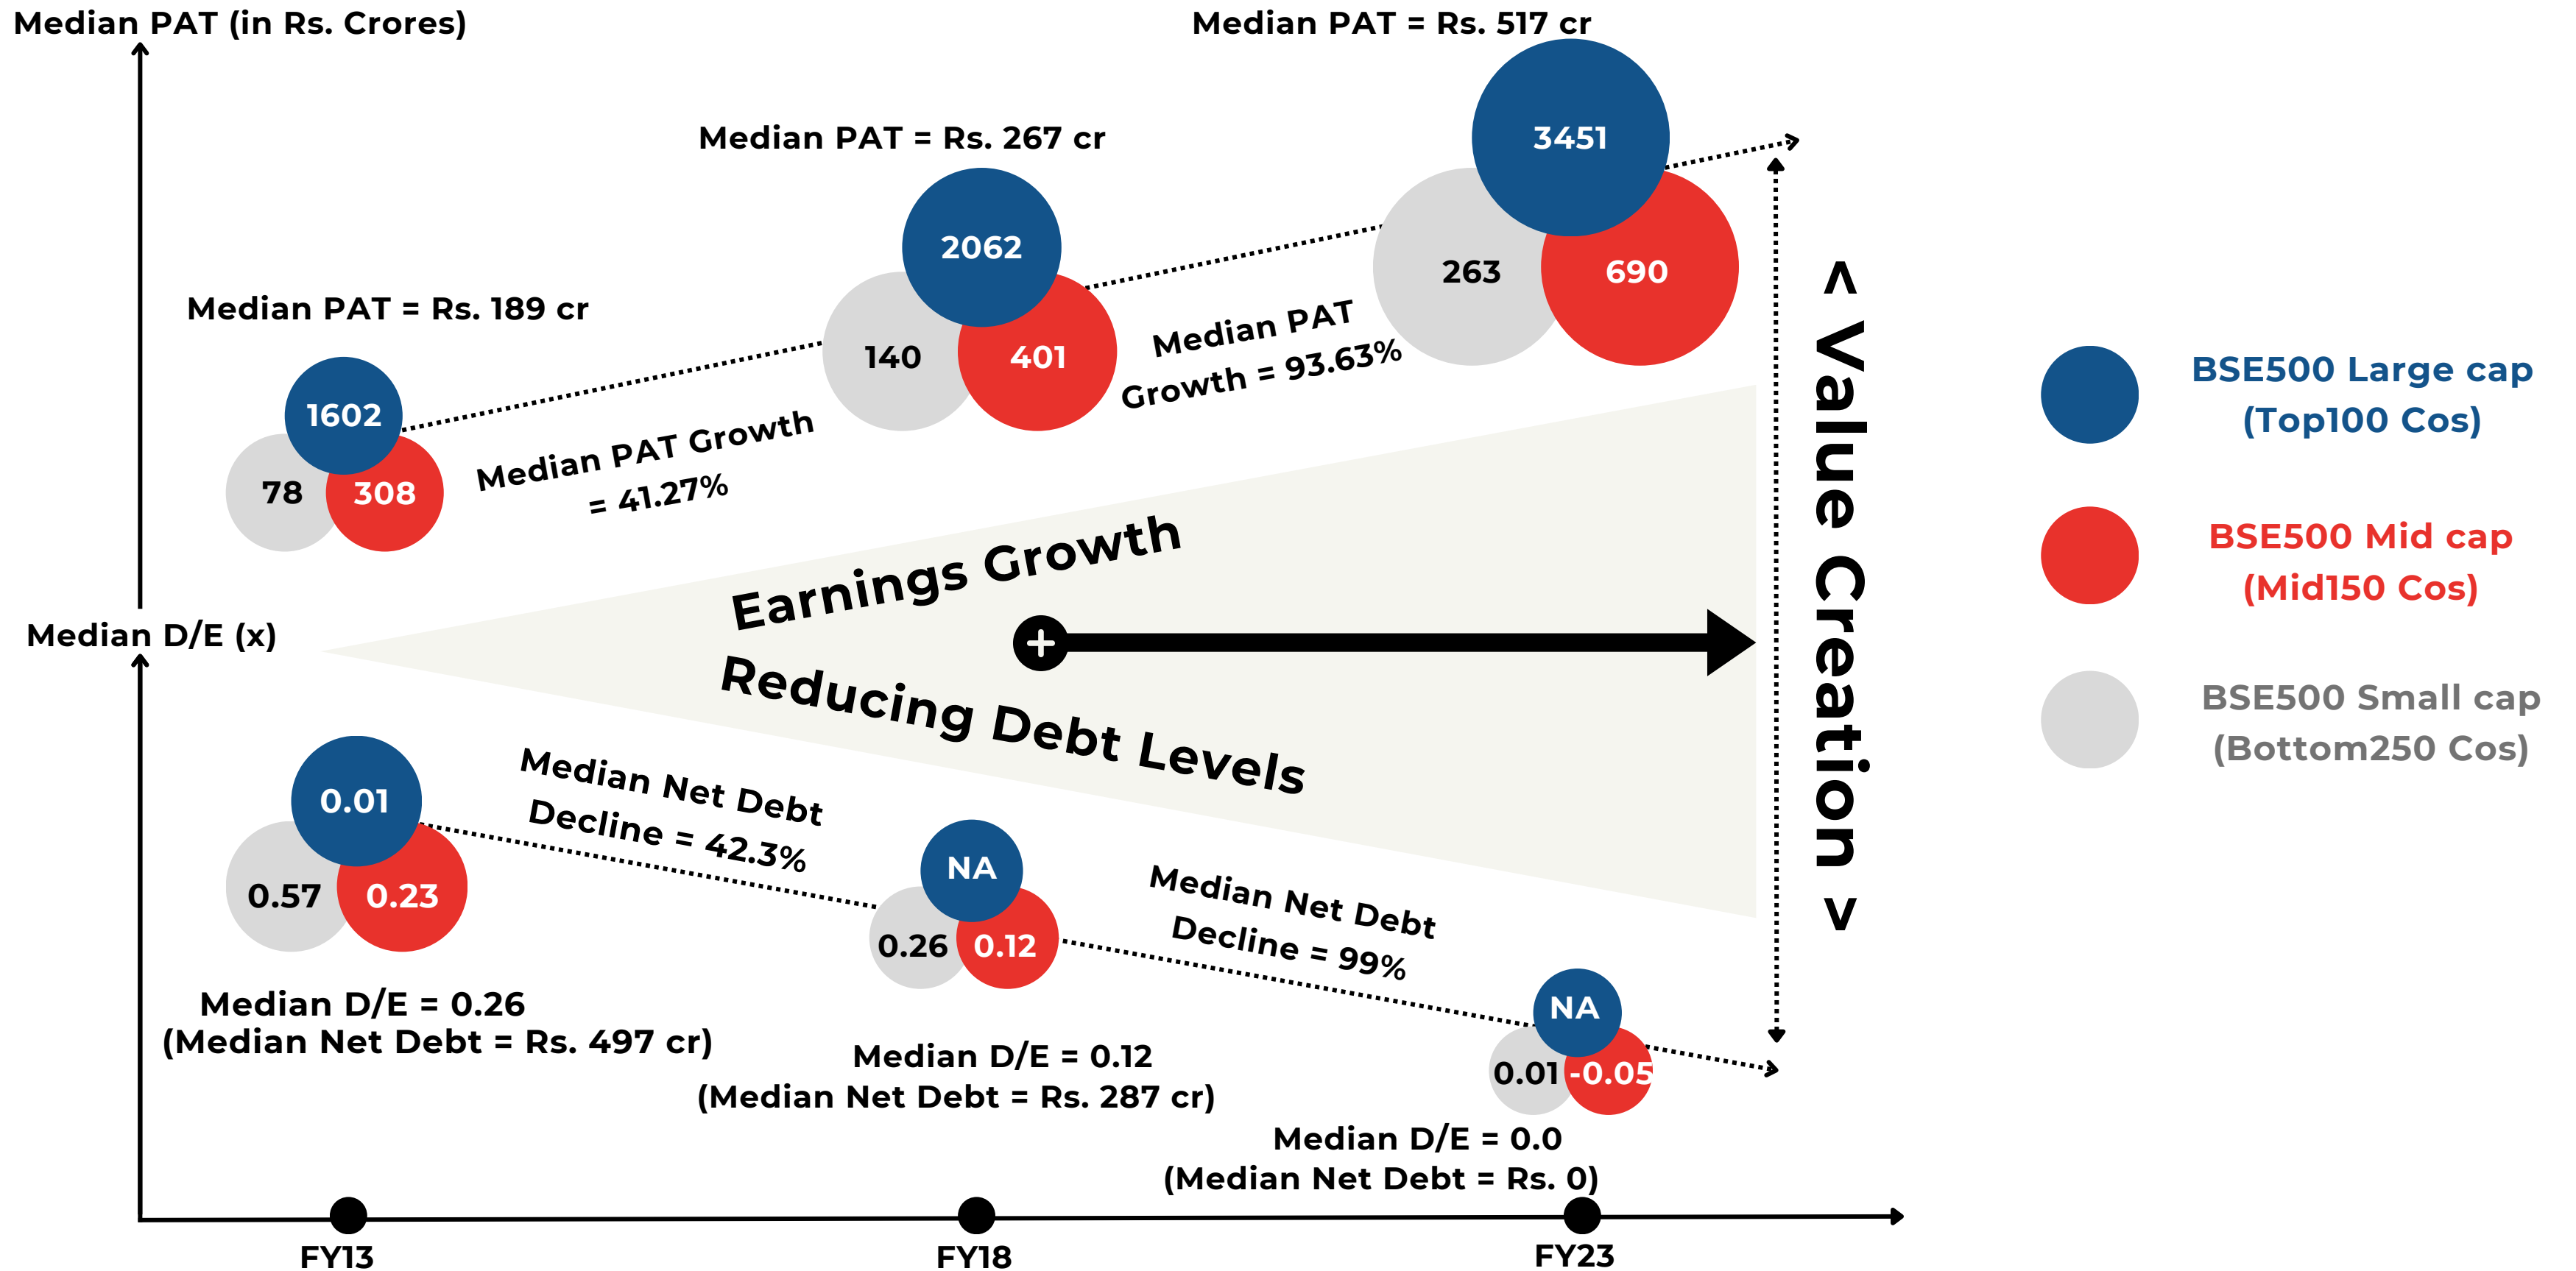 Median PAT (in Rs. Crores)
Median PAT = Rs. 517 cr
3451
263
690
Median PAT = Rs. 267 cr
2062
140
401
Median PAT = Rs. 189 cr
1602
78
308
Median PAT Growth
= 41.27%
Median PAT
Growth = 93.63%
Earnings Growth
+
Reducing Debt Levels
< Value Creation >
BSE500 Large cap
(Top100 Cos)
BSE500 Mid cap
(Mid150 Cos)
BSE500 Small cap
(Bottom250 Cos)
Median D/E (x)
0.01
0.57
0.23
Median Net Debt
Decline = 42.3%
NA
0.26
0.12
Median Net Debt
Decline = 99%
NA
0.01
-0.05
Median D/E = 0.26
(Median Net Debt = Rs. 497 cr)
Median D/E = 0.12
(Median Net Debt = Rs. 287 cr)
Median D/E = 0.0
(Median Net Debt = Rs. 0)
FY13
FY18
FY23